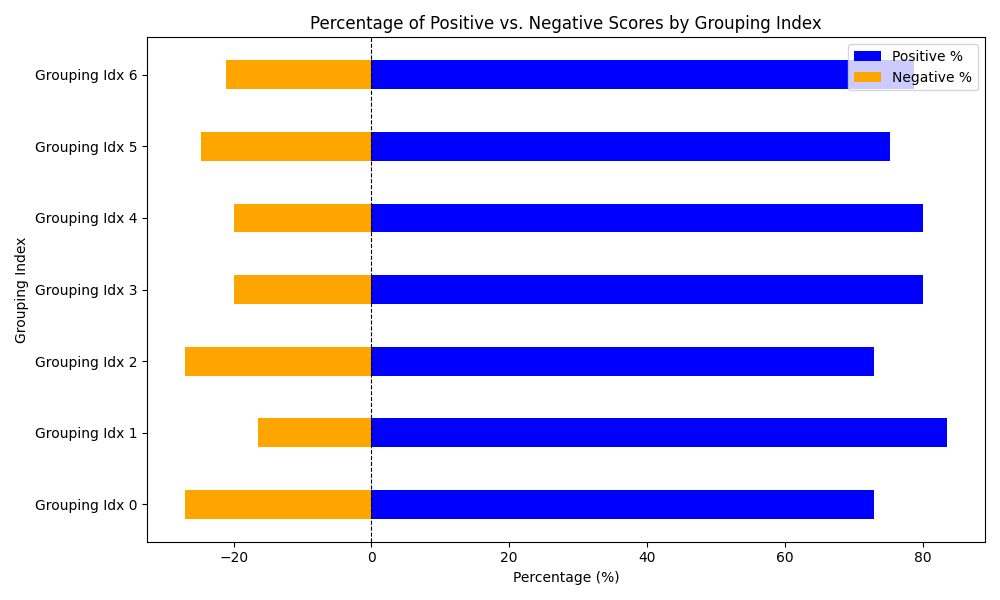 Percentage of Positive vs. Negative Scores by Grouping Index
Positive %
Negative %
Grouping Idx 6
Grouping Idx 5
Grouping Idx 4
Grouping Idx 3
Grouping Idx 2
Grouping Idx 1
Grouping Idx 0
Grouping Index
−20 0 20 40 60 80
Percentage (%)